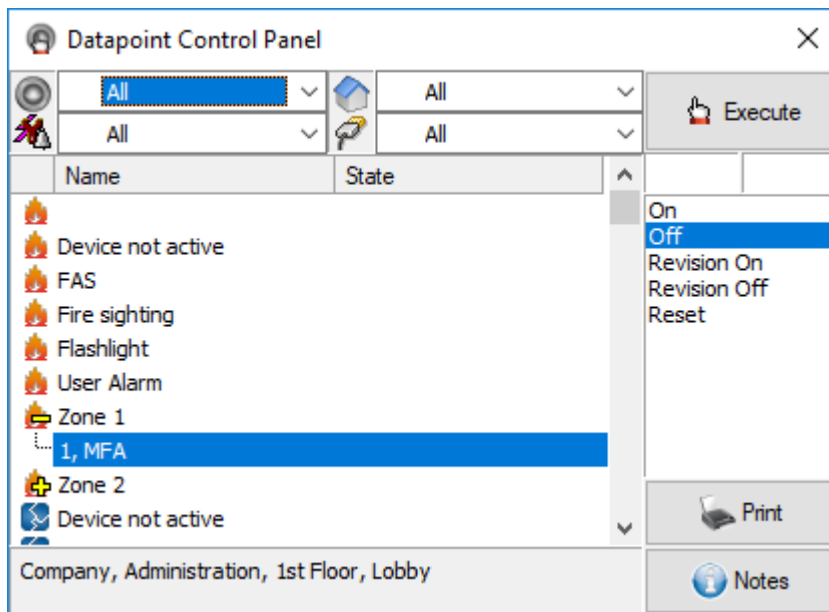 Datapoint Control Panel
All
All
Execute
All
All
Name State
On
Off
Revision On
Revision Off
Reset
Device not active
FAS
Fire sighting
Flashlight
User Alarm
Zone 1
1, MFA
Zone 2
Device not active
Print
Company, Administration, 1st Floor, Lobby
Notes